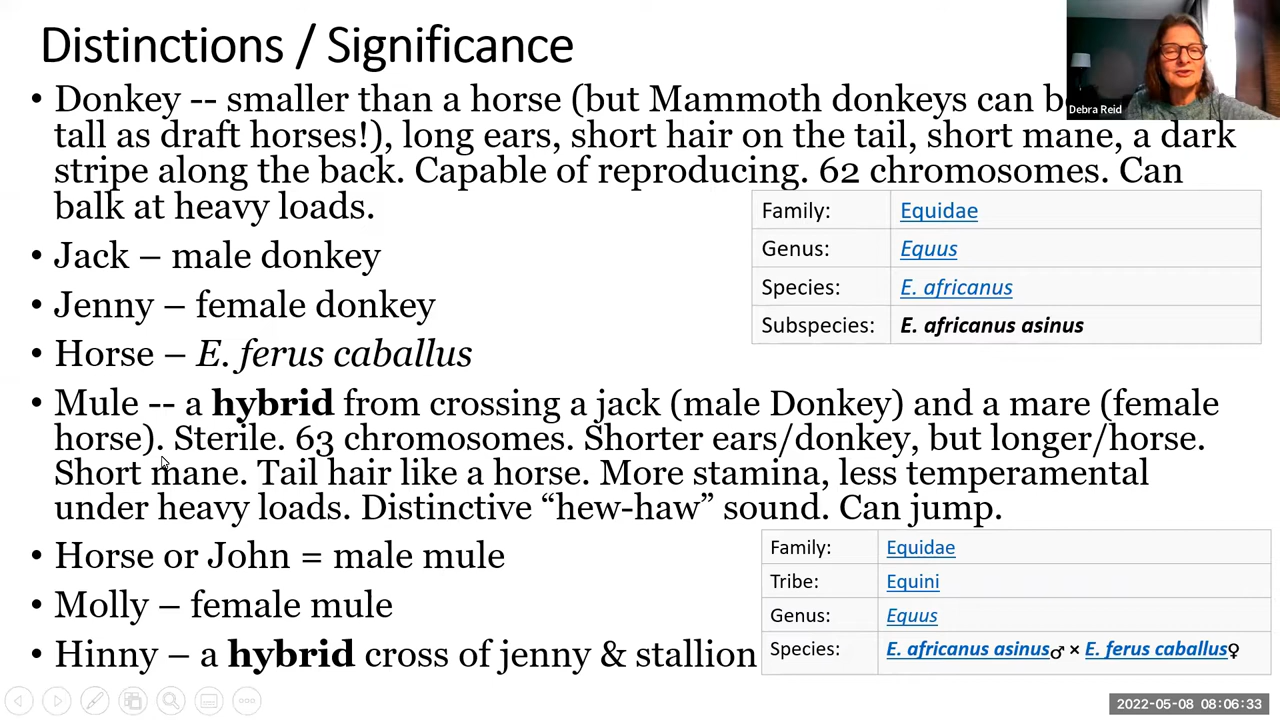 Distinctions / Significance
• Donkey -- smaller than a horse (but Mammoth donkeys can
tall as draft horses!), long ears, short hair on the tail, short mane, a dark
stripe along the back. Capable of reproducing. 62 chromosomes. Can
balk at heavy loads.
• Jack – male donkey
• Jenny – female donkey
• Horse – E. ferus caballus
• Mule -- a hybrid from crossing a jack (male Donkey) and a mare (female
horse). Sterile. 63 chromosomes. Shorter ears/donkey, but longer/horse.
Short mane. Tail hair like a horse. More stamina, less temperamental
under heavy loads. Distinctive “hew-haw” sound. Can jump.
• Horse or John = male mule
• Molly – female mule
• Hinny – a hybrid cross of jenny & stallion
Debra Reid
Family: Equidae
Genus: Equus
Species: E. africanus
Subspecies: E. africanus asinus
Family: Equidae
Tribe: Equini
Genus: Equus
Species: E. africanus asinus♂ × E. ferus caballus♀
2022-05-08 08:06:33